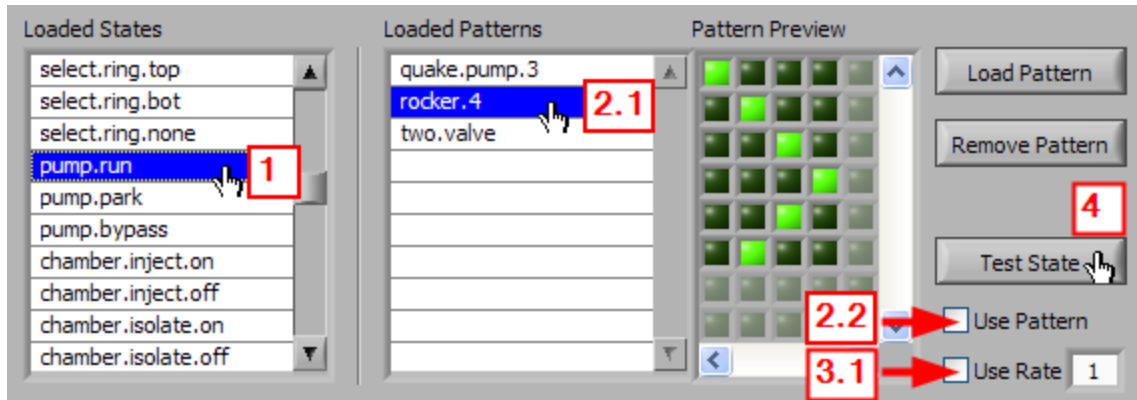 Loaded States
select.ring.top
select.ring.bot
select.ring.none
pump.run
1
pump.park
pump.bypass
chamber.inject.on
chamber.inject.off
chamber.isolate.on
chamber.isolate.off
Loaded Patterns
quake.pump.3
rocker.4
2.1
two.valve
Pattern Preview
Load Pattern
Remove Pattern
4
Test State
2.2
Use Pattern
3.1
Use Rate 1